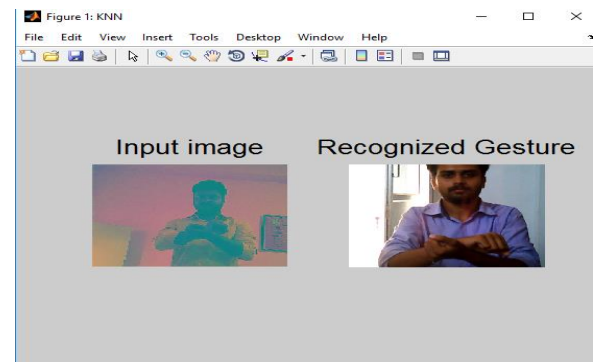 Figure 1: KNN
File Edit View Insert Tools Desktop Window Help
Input image
Recognized Gesture